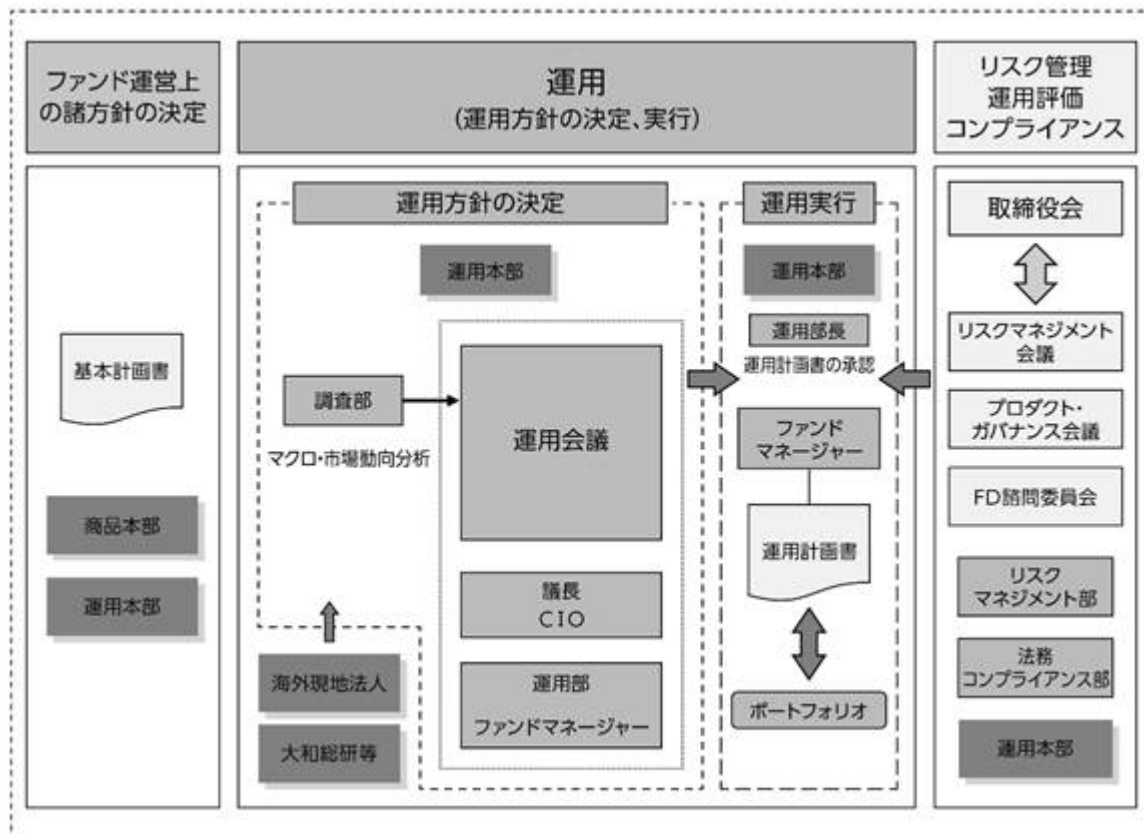 ファンド運営上
の諸方針の決定
運用
(運用方針の決定、実行)
リスク管理
運用評価
コンプライアンス
基本計画書
商品本部
運用本部
運用方針の決定
運用本部
調査部
マクロ・市場動向分析
運用会議
議長
CIO
運用部
ファンドマネージャー
海外現地法人
大和総研等
運用実行
運用本部
運用部長
運用計画書の承認
ファンド
マネージャー
運用計画書
ポートフォリオ
取締役会
リスクマネジメント
会議
プロダクト・
ガバナンス会議
FD諮問委員会
リスク
マネジメント部
法務
コンプライアンス部
運用本部